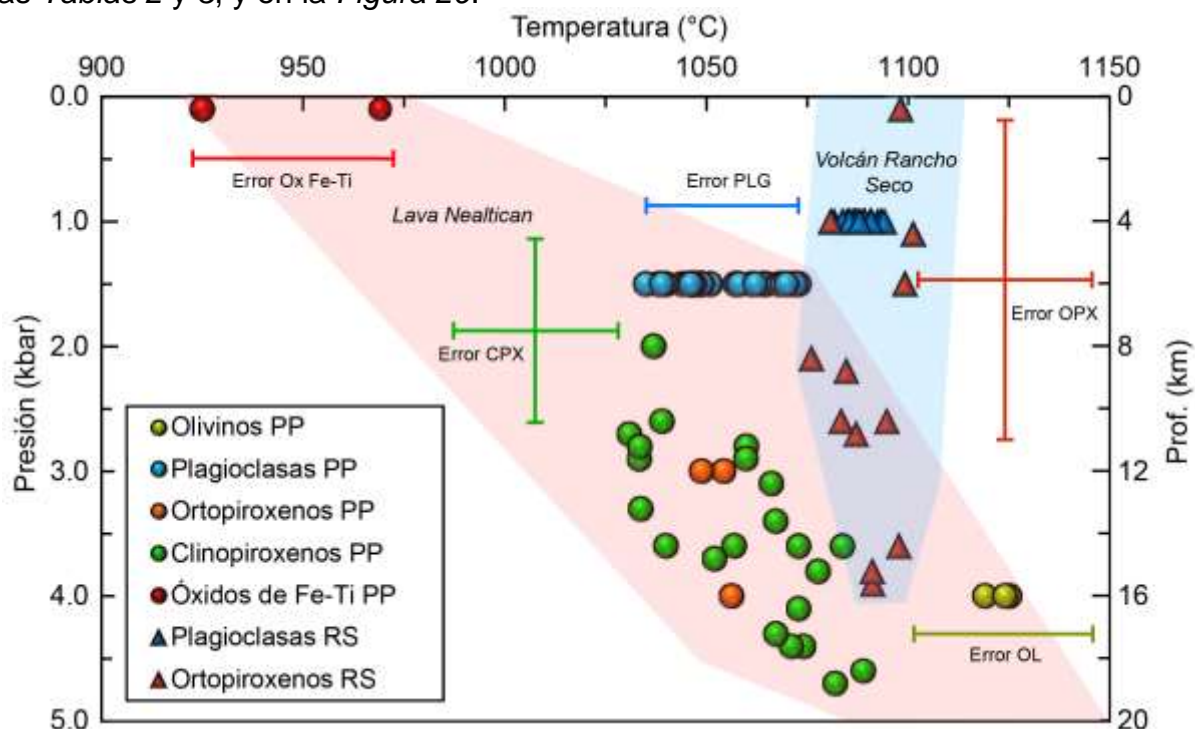 as Tablas 2 y 3, y en la Figura 20.
Temperatura (°C)
900 950 1000 1050 1100 1150
0.0 0
Volcán Rancho
Seco
Error Ox Fe-Ti
Error PLG
Lava Nealtican
1.0 4
Error OPX
Error CPX
2.0 8
Presión (kbar)
Prof. (km)
Olivinos PP
Plagioclasas PP
3.0 12
Ortopiroxenos PP
Clinopiroxenos PP
Óxidos de Fe-Ti PP
4.0 16
Plagioclasas RS
Error OL
Ortopiroxenos RS
5.0 20